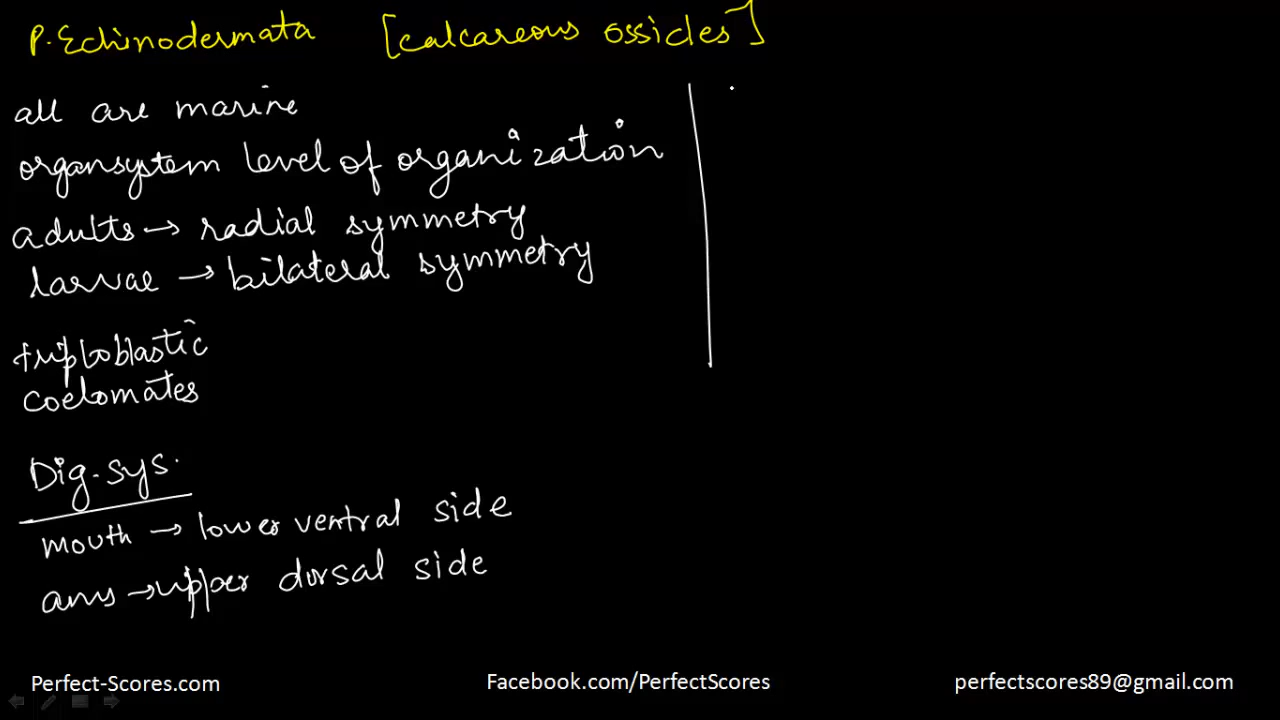 P. Echinodermata [calcareous ossicles]
all are marine
organsystem level of organization
adults → radial symmetry
larvae → bilateral symmetry
triploblastic
coelomates
Dig. sys.
mouth → lower ventral side
anus → upper dorsal side
Perfect-Scores.com Facebook.com/PerfectScores perfectscores89@gmail.com